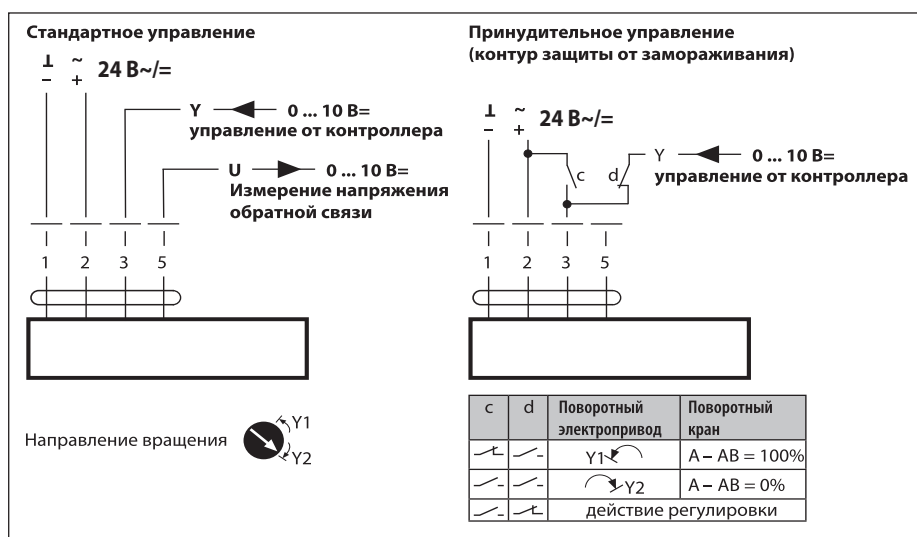 Стандартное управление
⊥ ~
– + 24 В~/=
Y 0 ... 10 В=
управление от контроллера
U 0 ... 10 В=
Измерение напряжения
обратной связи
1 2 3 5
Направление вращения
Y1
Y2
Принудительное управление
(контур защиты от замораживания)
⊥ ~
– + 24 В~/=
c d Y 0 ... 10 В=
управление от контроллера
1 2 3 5
c d Поворотный электропривод Поворотный кран
Y1 A – AB = 100%
Y2 A – AB = 0%
действие регулировки